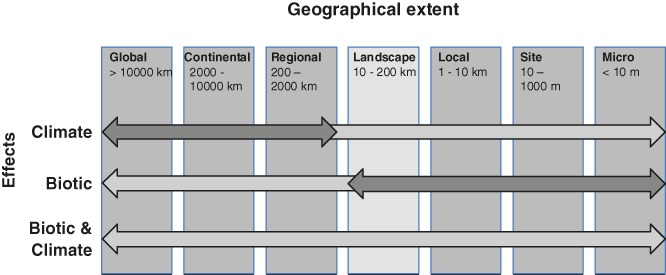 Geographical extent
Global
> 10000 km
Continental
2000 -
10000 km
Regional
200 –
2000 km
Landscape
10 - 200 km
Local
1 - 10 km
Site
10 –
1000 m
Micro
< 10 m
Effects
Climate
Biotic
Biotic &
Climate